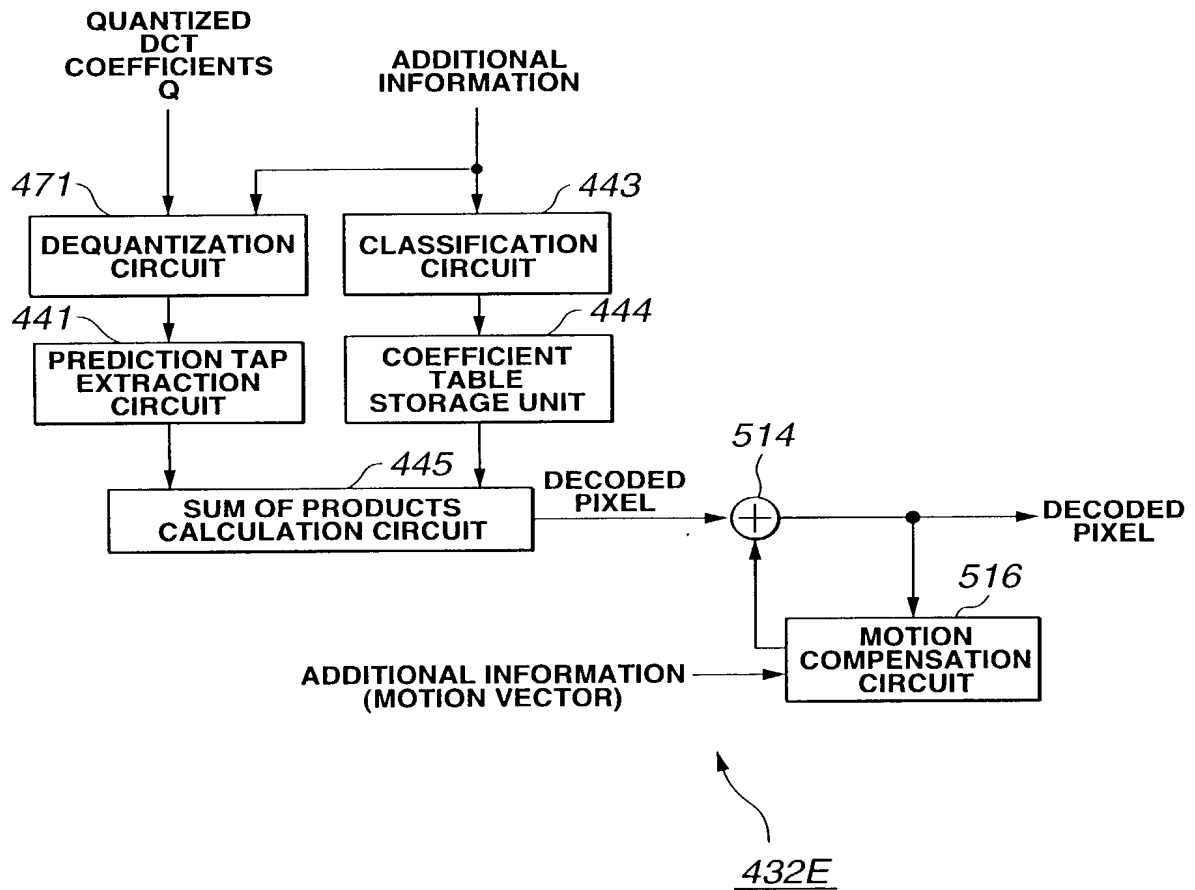 QUANTIZED
DCT
COEFFICIENTS
Q
ADDITIONAL
INFORMATION
471
443
DEQUANTIZATION
CIRCUIT
CLASSIFICATION
CIRCUIT
441
444
PREDICTION TAP
EXTRACTION
CIRCUIT
COEFFICIENT
TABLE
STORAGE UNIT
445
SUM OF PRODUCTS
CALCULATION CIRCUIT
DECODED
PIXEL
514
+
DECODED
PIXEL
516
MOTION
COMPENSATION
CIRCUIT
ADDITIONAL INFORMATION
(MOTION VECTOR)
432E